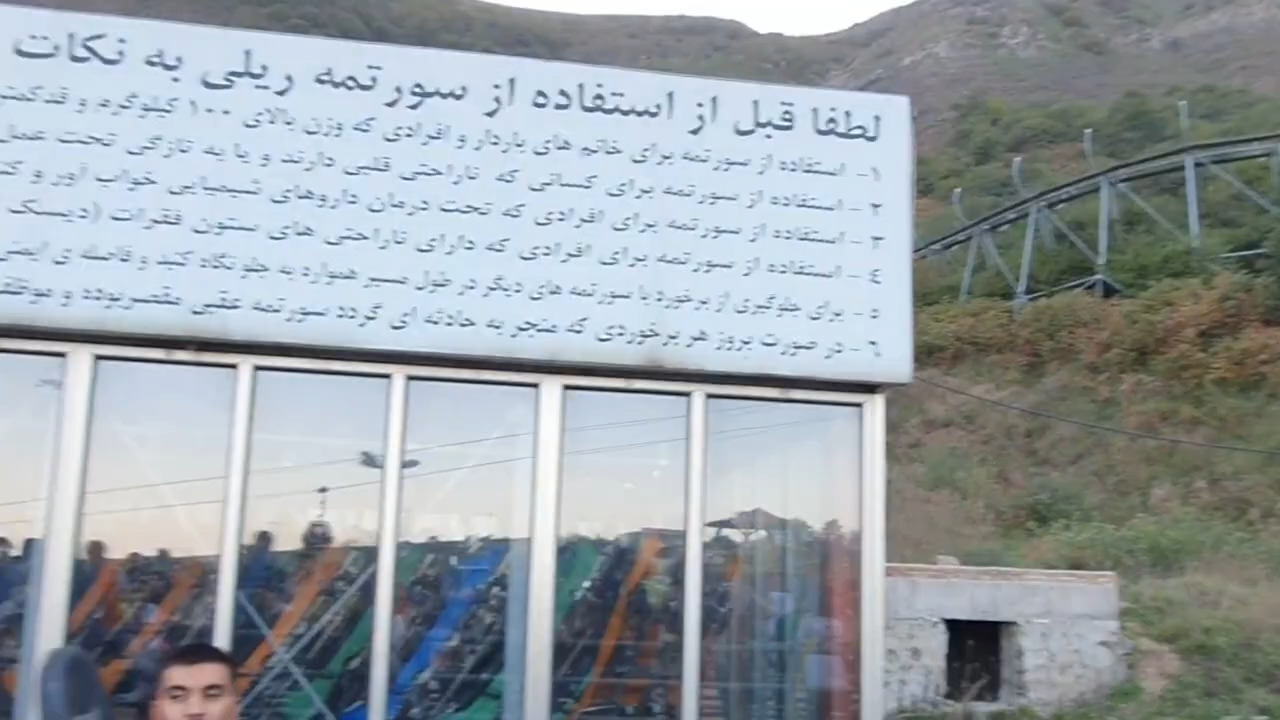 لطفا قبل از استفاده از سورتمه ریلی به نکات
۱- استفاده از سورتمه برای خانم های باردار و افرادی که وزن بالای ۱۰۰ کیلوگرم و قدکمتر
۲- استفاده از سورتمه برای کسانی که ناراحتی قلبی دارند و یا به تازگی تحت عمل
۳- استفاده از سورتمه برای افرادی که تحت درمان داروهای شیمیایی خواب آور و
٤- استفاده از سورتمه برای افرادی که دارای ناراحتی های ستون فقرات (دیسک
۵- برای جلوگیری از برخورد با سورتمه های دیگر در طول مسیر همواره به جلو نگاه کنید و فاصله ی ایمنی
٦- در صورت بروز هر برخوردی که منجر به حادثه ای گردد سورتمه عقبی مقصر بوده و موظف